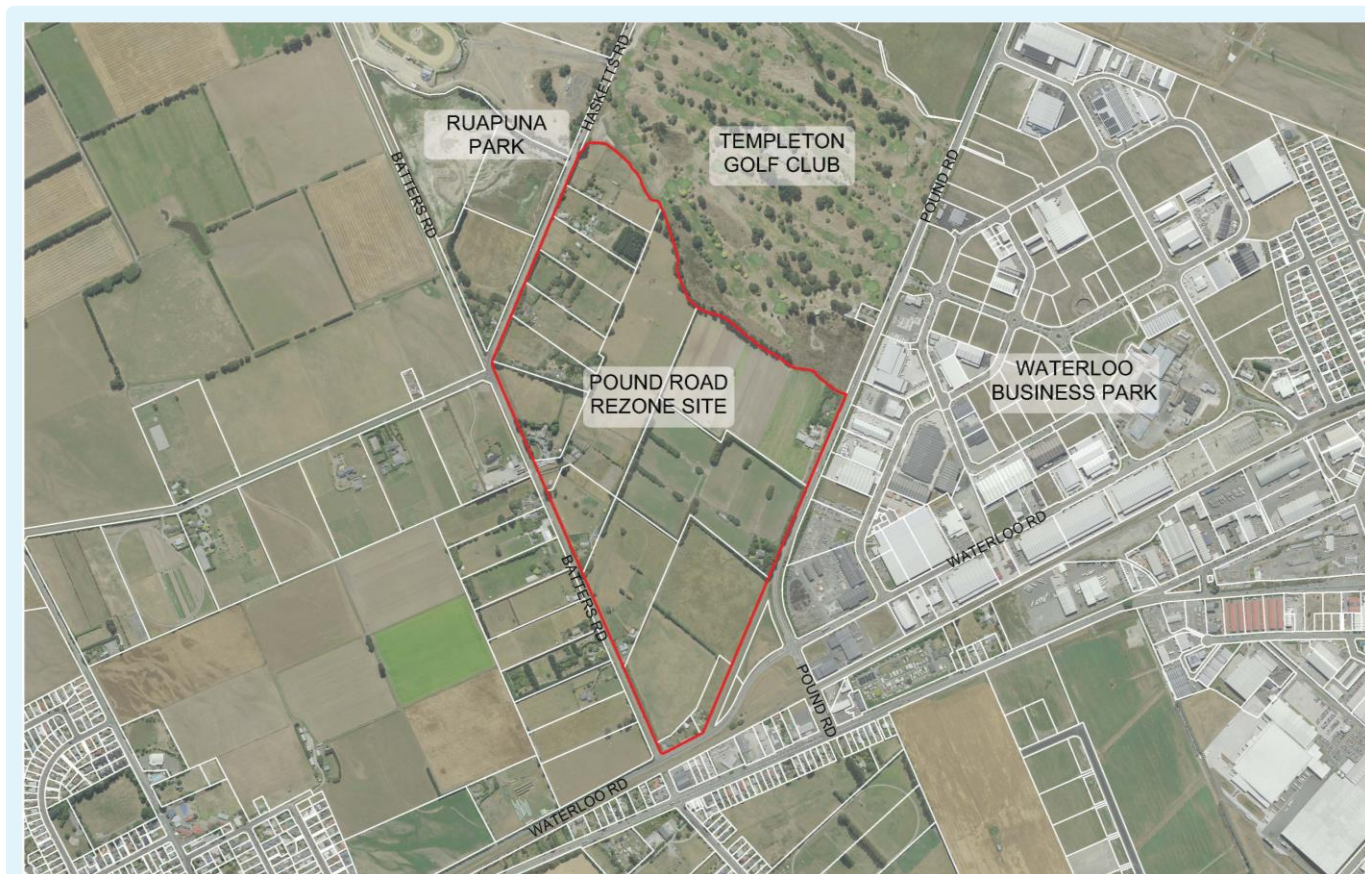 HASKETTS RD
RUAPUNA
PARK
TEMPLETON
GOLF CLUB
BATTERS RD
POUND RD
POUND ROAD
REZONE SITE
WATERLOO
BUSINESS PARK
WATERLOO RD
BATTERS RD
POUND RD
WATERLOO RD